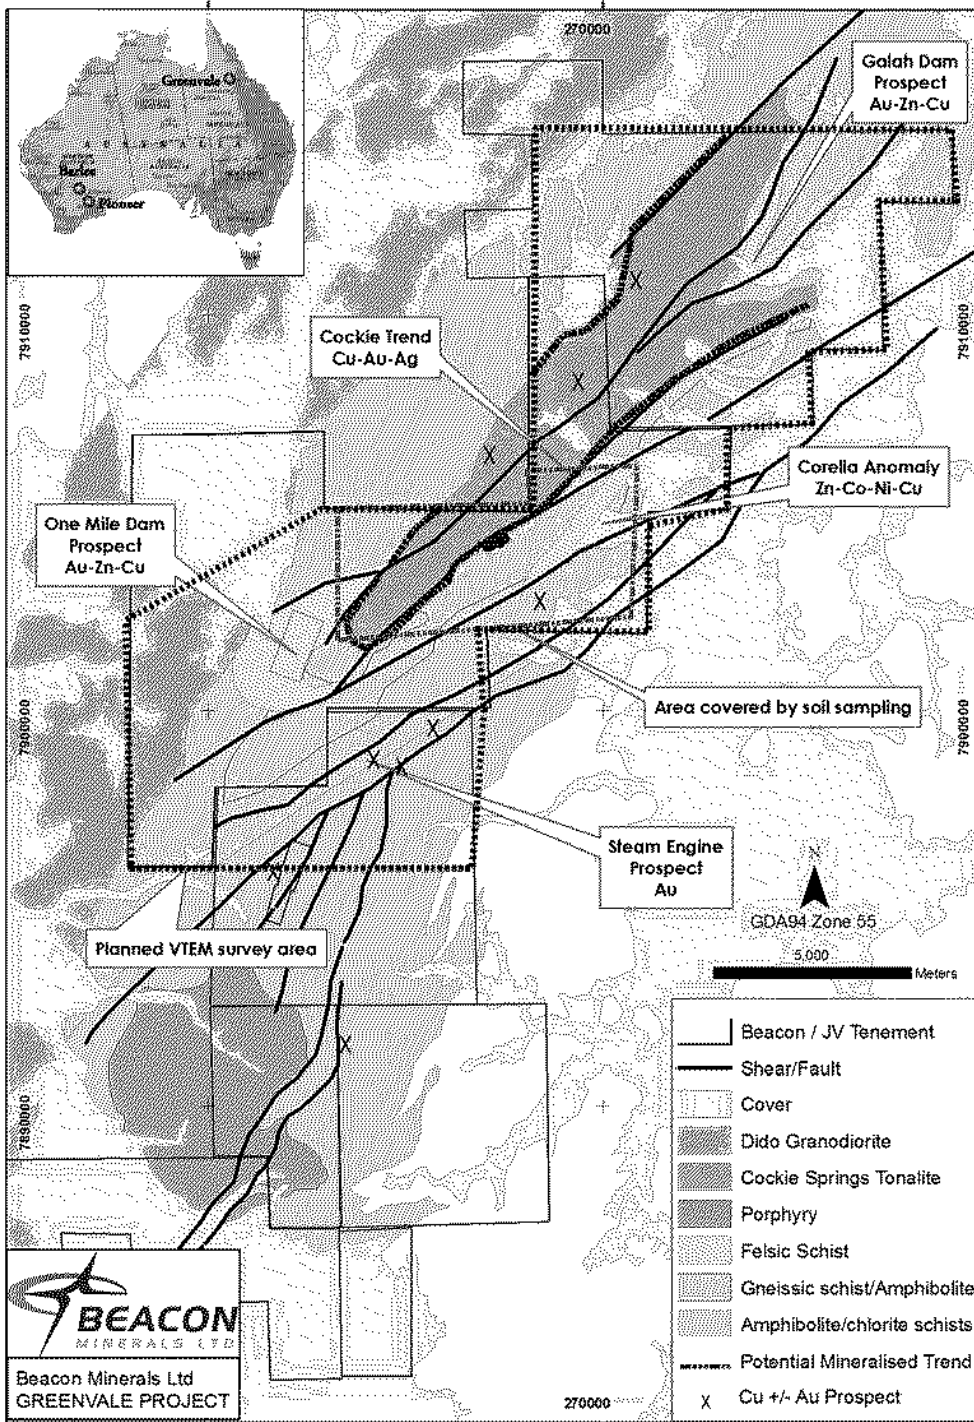 Greenvale
Barlee
Pioneer
270000
Galah Dam
Prospect
Au-Zn-Cu
7910000
7910000
Cockie Trend
Cu-Au-Ag
Corella Anomaly
Zn-Co-Ni-Cu
One Mile Dam
Prospect
Au-Zn-Cu
X
X
X
X
Area covered by soil sampling
7900000
7900000
X
X
X
X
X
Steam Engine
Prospect
Au
N
GDA94 Zone 55
5,000
Meters
Planned VTEM survey area
7890000
Beacon / JV Tenement
Shear/Fault
Cover
Dido Granodiorite
Cockie Springs Tonalite
Porphyry
Felsic Schist
Gneissic schist/Amphibolite
Amphibolite/chlorite schists
Potential Mineralised Trend
X Cu +/- Au Prospect
BEACON
MINERALS LTD
Beacon Minerals Ltd
GREENVALE PROJECT
270000